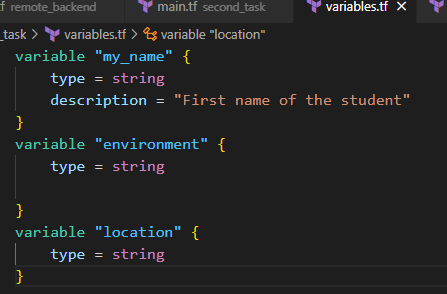 tf remote_backend main.tf second_task variables.tf ×
_task > variables.tf > variable "location"
variable "my_name" {
    type = string
    description = "First name of the student"
}
variable "environment" {
    type = string

}
variable "location" {
    type = string
}